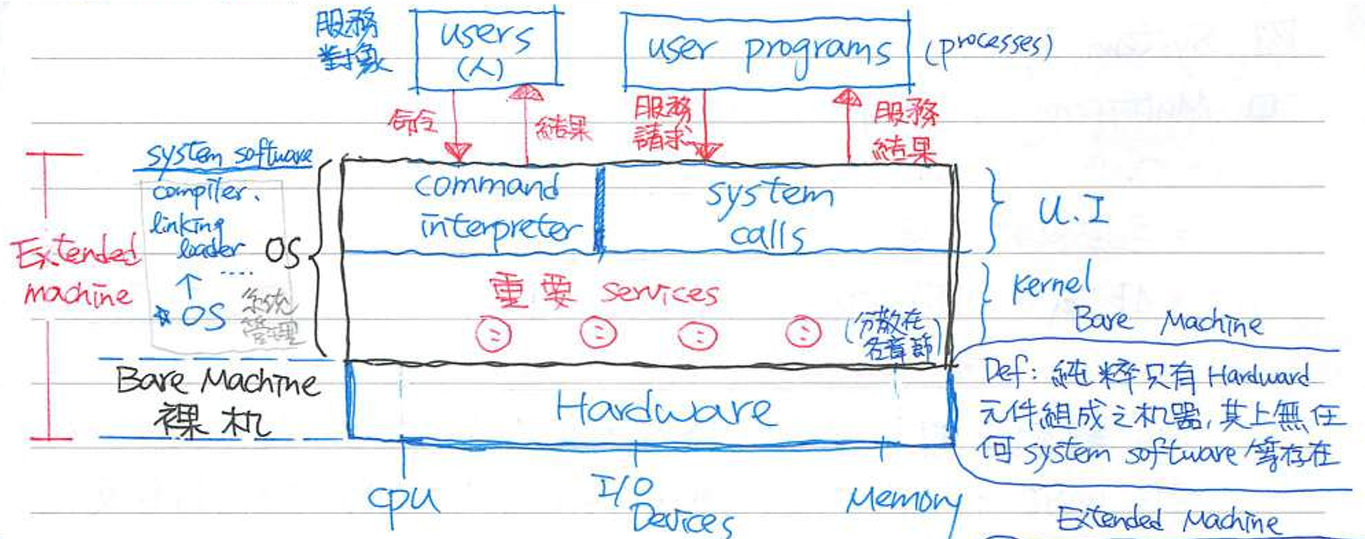 服務
對象
users
(人)
user programs
(processes)
命令
結果
服務
請求
服務
結果
system software
compiler.
linking
loader
.....
↑
*OS
系統
管理
Extended
machine
OS
command
interpreter
system
calls
U.I
重要 services
(分散在
各章節)
kernel
Bare Machine
裸机
Hardware
CPU
I/O
Devices
Memory
Bare Machine
Def: 純粹只有 Hardward
元件組成之机器,其上無任
何 system software 等存在
Extended Machine